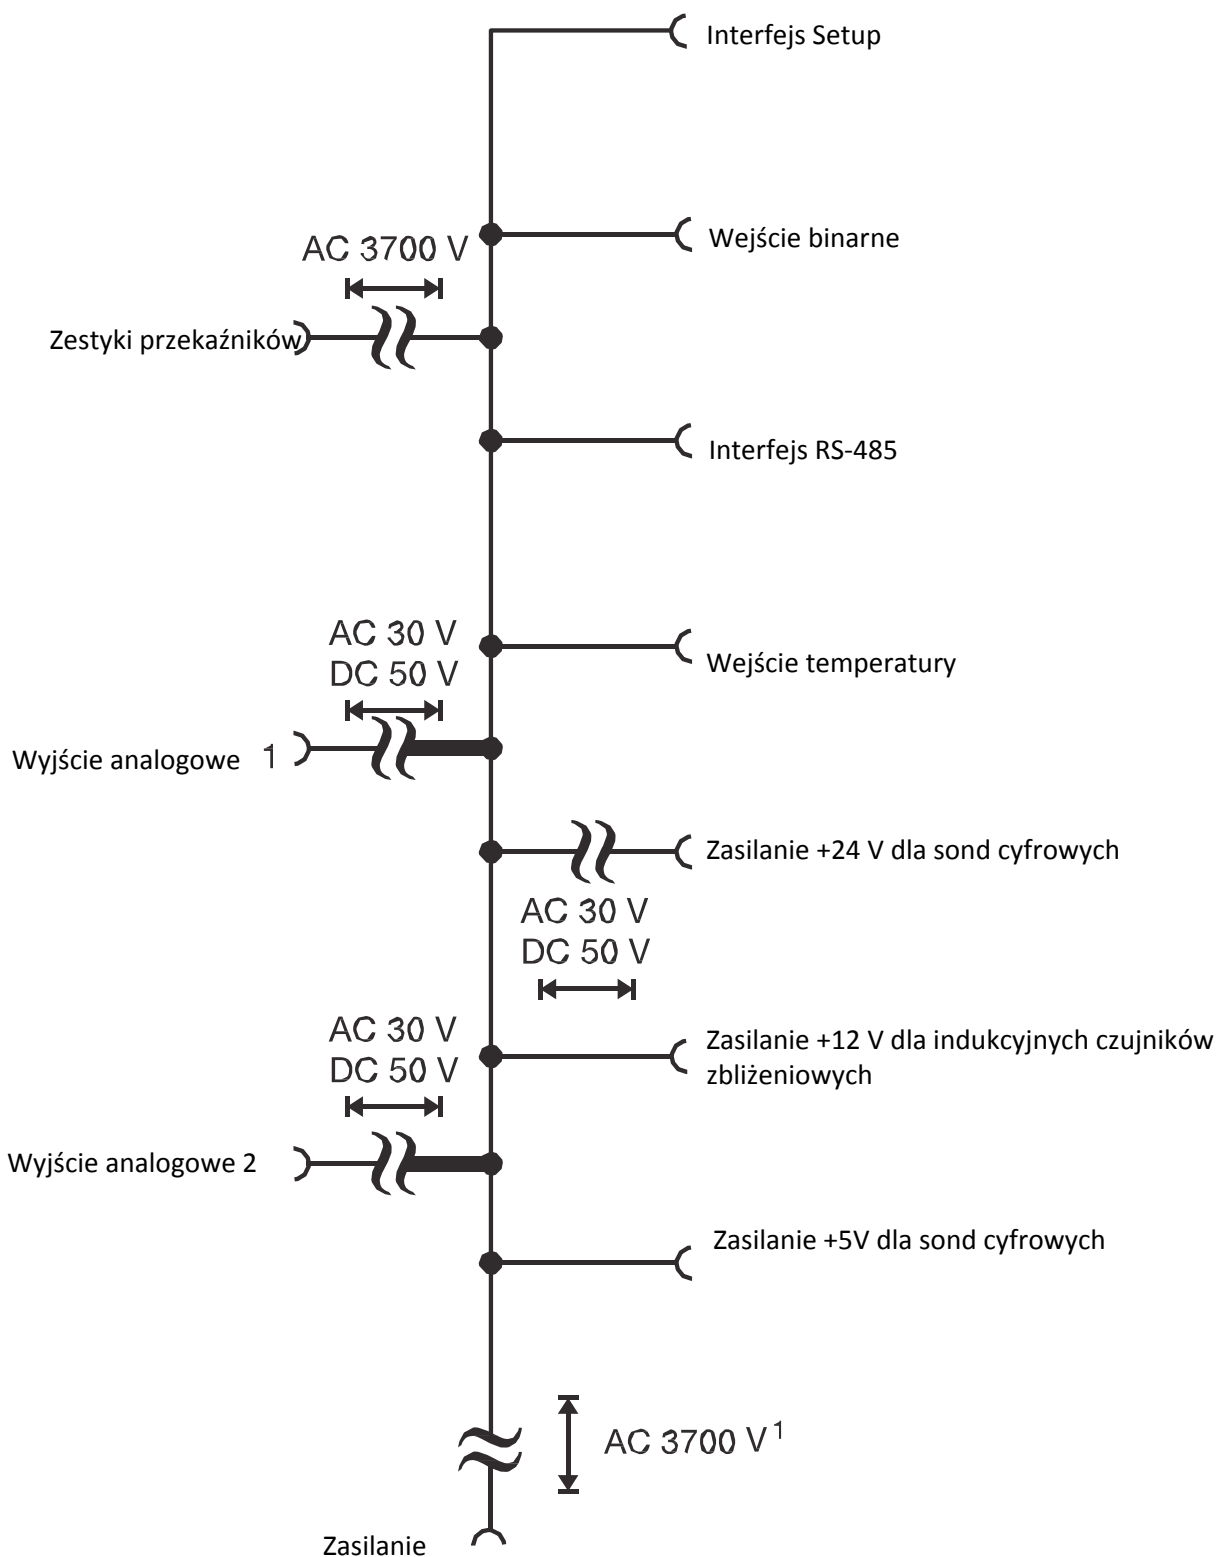 Interfejs Setup
Wejście binarne
AC 3700 V
Zestyki przekaźników
Interfejs RS-485
AC 30 V
DC 50 V
Wejście temperatury
Wyjście analogowe 1
Zasilanie +24 V dla sond cyfrowych
AC 30 V
DC 50 V
AC 30 V
DC 50 V
Zasilanie +12 V dla indukcyjnych czujników
zbliżeniowych
Wyjście analogowe 2
Zasilanie +5V dla sond cyfrowych
AC 3700 V¹
Zasilanie